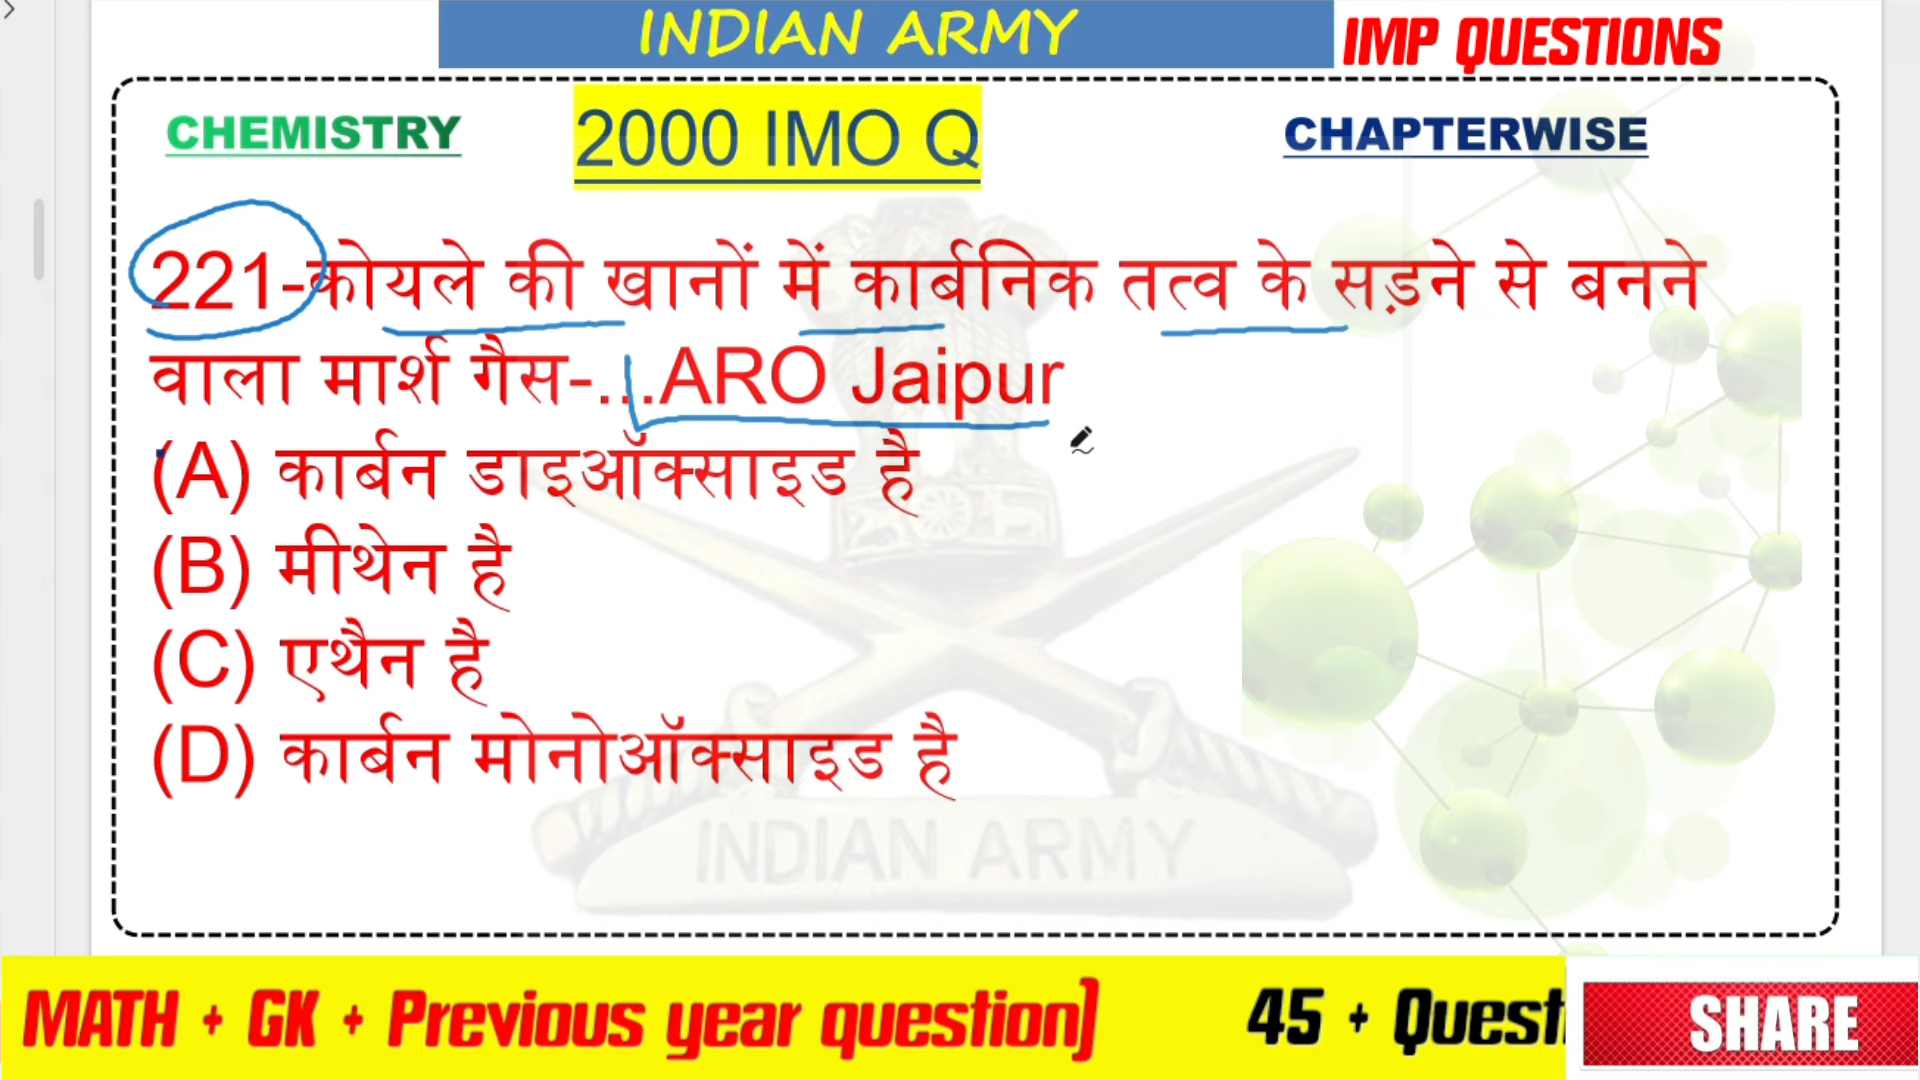 INDIAN ARMY
IMP QUESTIONS
CHEMISTRY
2000 IMO Q
CHAPTERWISE
221-कोयले की खानों में कार्बनिक तत्व के सड़ने से बनने
वाला मार्श गैस-...ARO Jaipur
(A) कार्बन डाइऑक्साइड है
(B) मीथेन है
(C) एथैन है
(D) कार्बन मोनोऑक्साइड है
INDIAN ARMY
MATH + GK + Previous year question)
45 + Quest
SHARE